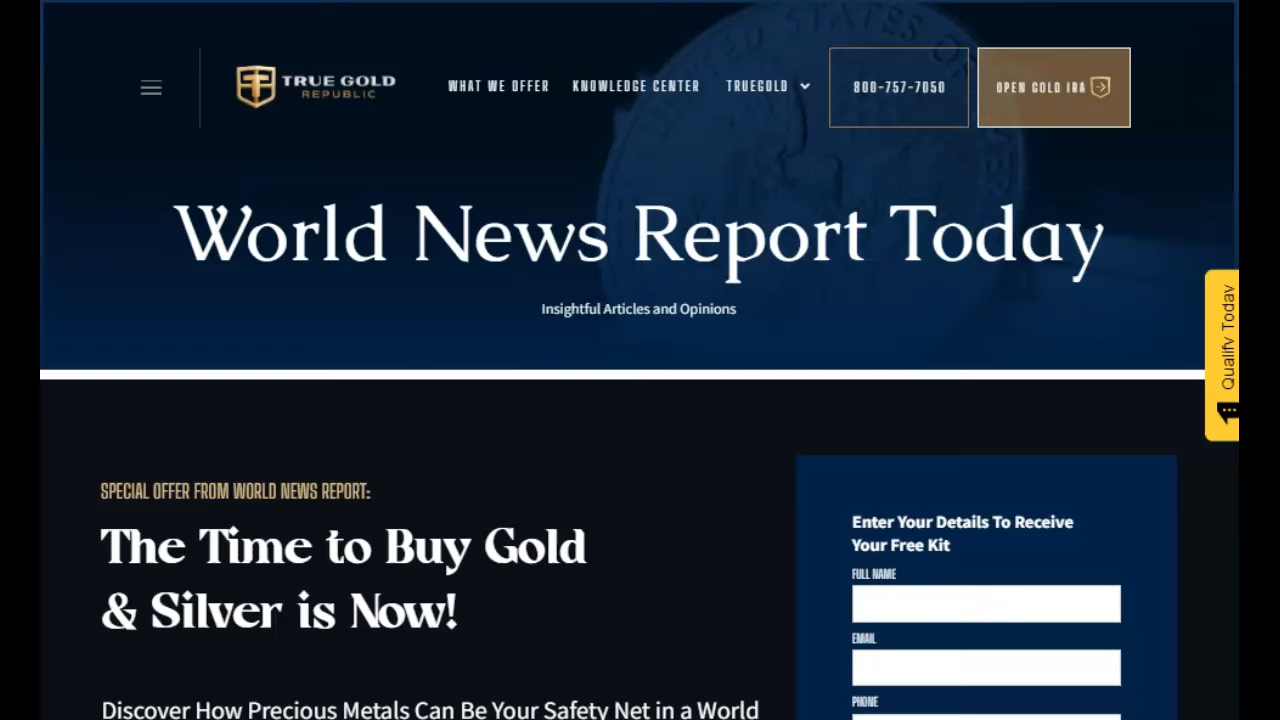 TRUE GOLD
REPUBLIC
WHAT WE OFFER
KNOWLEDGE CENTER
TRUEGOLD
800-757-7050
OPEN GOLD IRA
World News Report Today
Insightful Articles and Opinions
Qualify Today
SPECIAL OFFER FROM WORLD NEWS REPORT:
The Time to Buy Gold
& Silver is Now!
Discover How Precious Metals Can Be Your Safety Net in a World
Enter Your Details To Receive
Your Free Kit
FULL NAME
EMAIL
PHONE